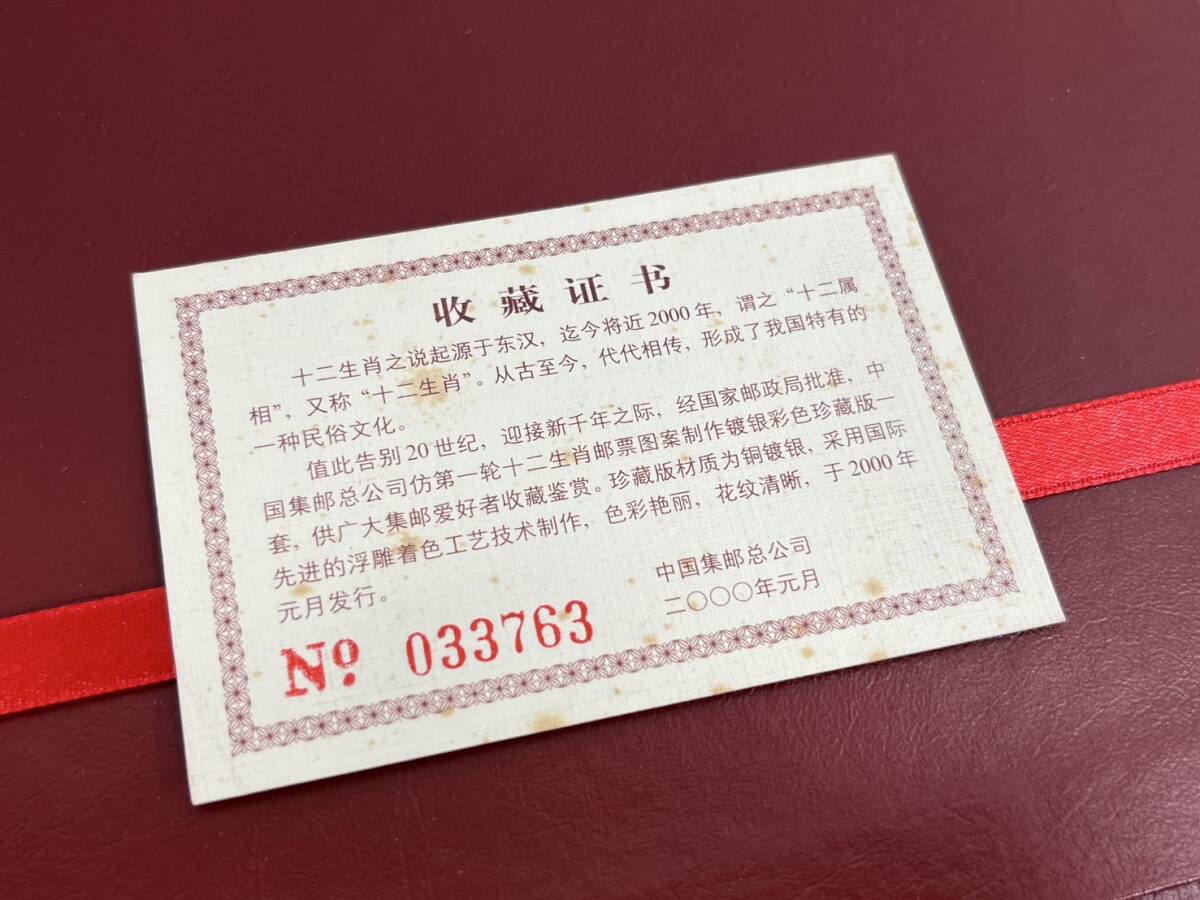 收藏证书
十二生肖之说起源于东汉，迄今将近2000年，谓之“十二属
相”，又称“十二生肖”。从古至今，代代相传，形成了我国特有的
一种民俗文化。
值此告别20世纪，迎接新千年之际，经国家邮政局批准，中
国集邮总公司仿第一轮十二生肖邮票图案制作镀银彩色珍藏版一
套，供广大集邮爱好者收藏鉴赏。珍藏版材质为铜镀银，采用国际
先进的浮雕着色工艺技术制作，色彩艳丽，花纹清晰，于2000年
元月发行。
中国集邮总公司
二〇〇〇年元月
No. 033763